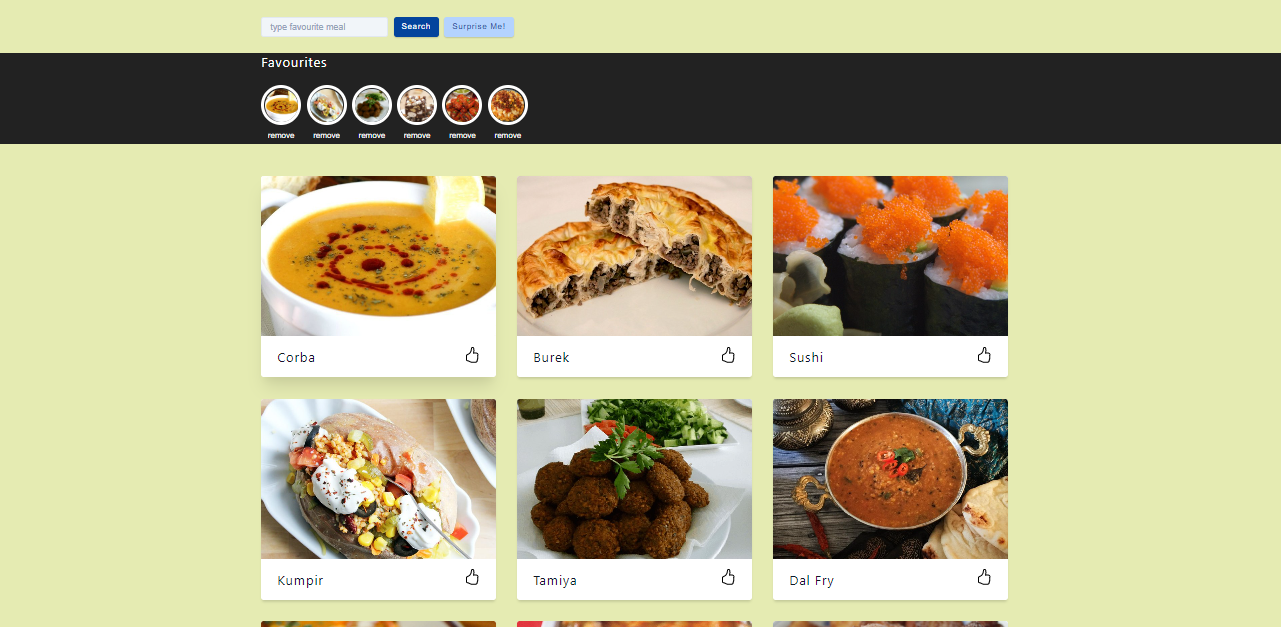 type favourite meal Search Surprise Me!
Favourites
remove remove remove remove remove remove
Corba Burek Sushi
Kumpir Tamiya Dal Fry